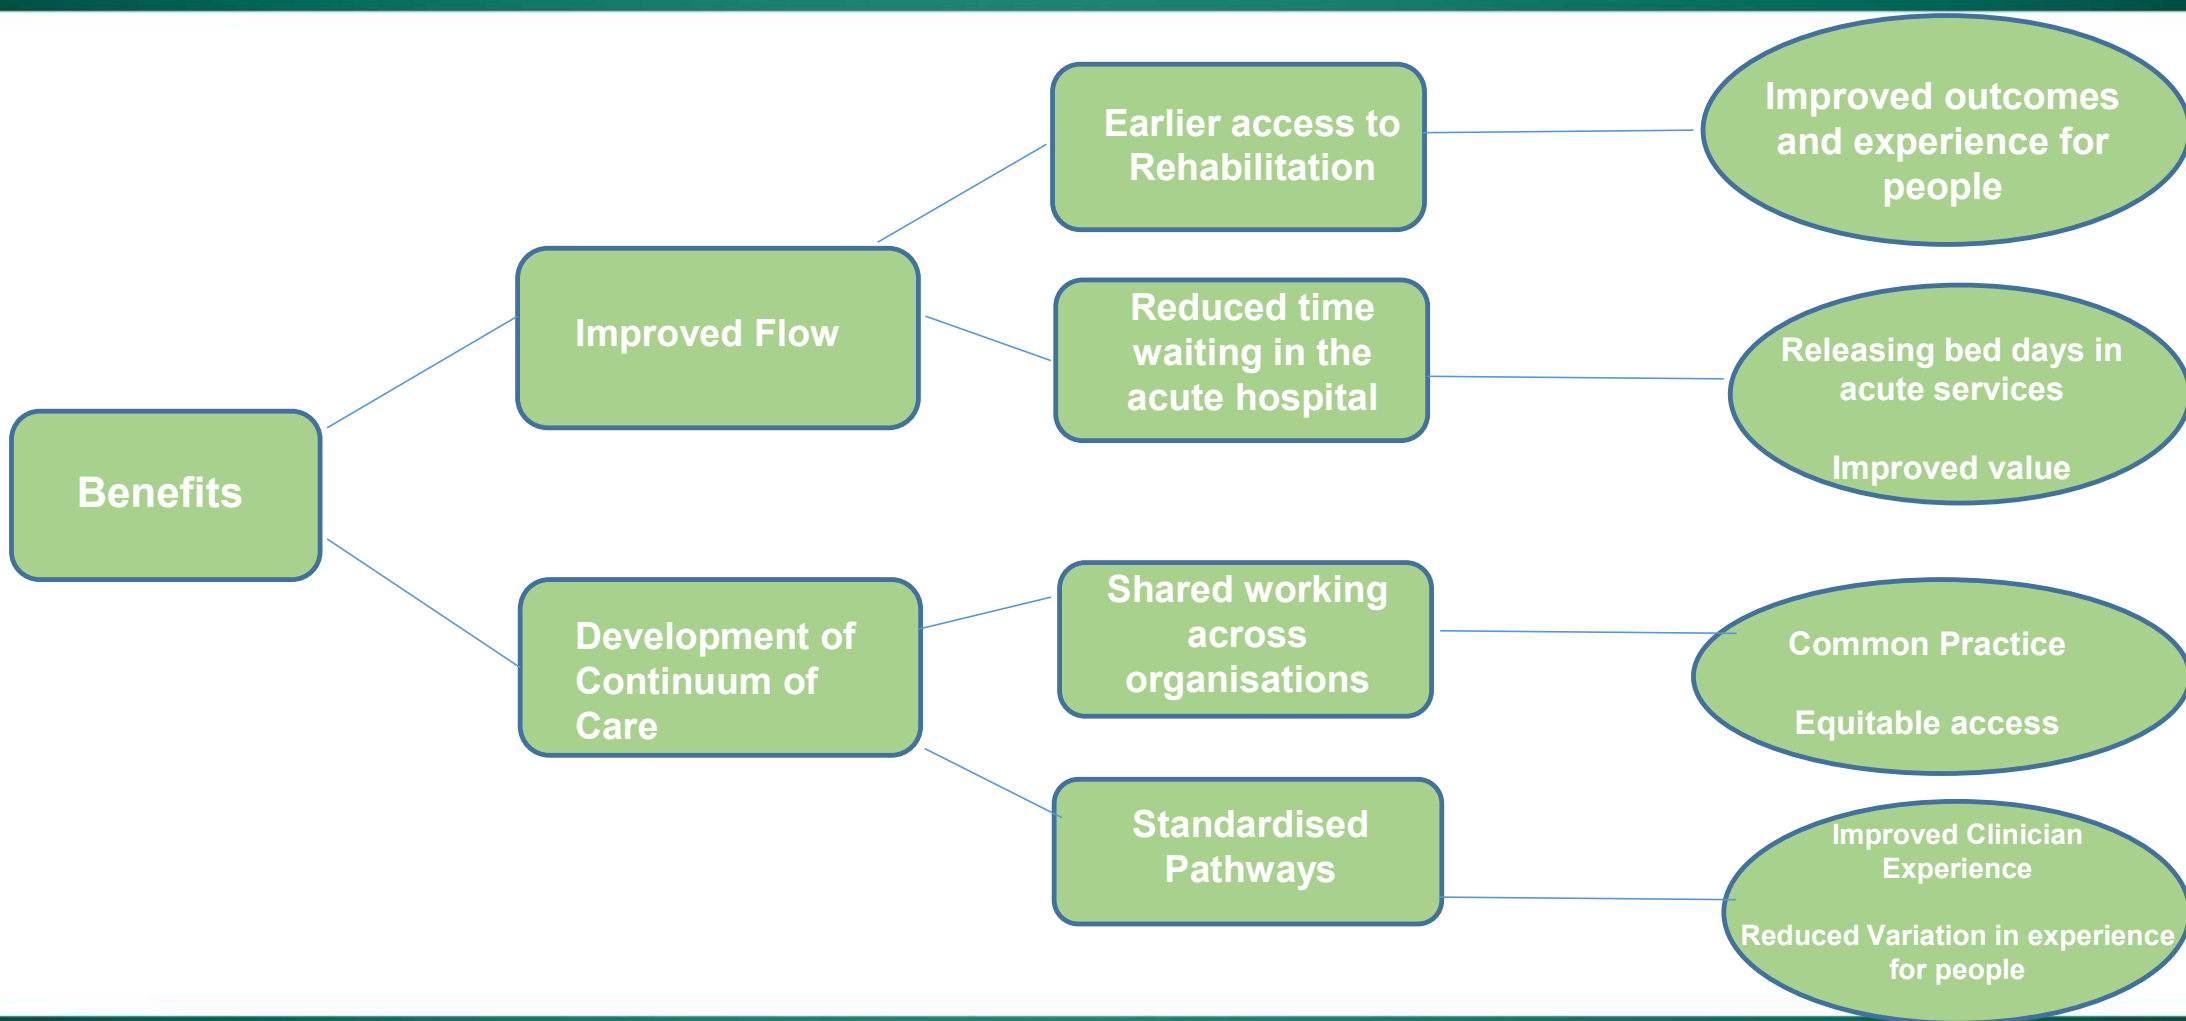 Benefits
Improved Flow
Development of
Continuum of
Care
Earlier access to
Rehabilitation
Reduced time
waiting in the
acute hospital
Shared working
across
organisations
Standardised
Pathways
Improved outcomes
and experience for
people
Releasing bed days in
acute services
Improved value
Common Practice
Equitable access
Improved Clinician
Experience
Reduced Variation in experience
for people